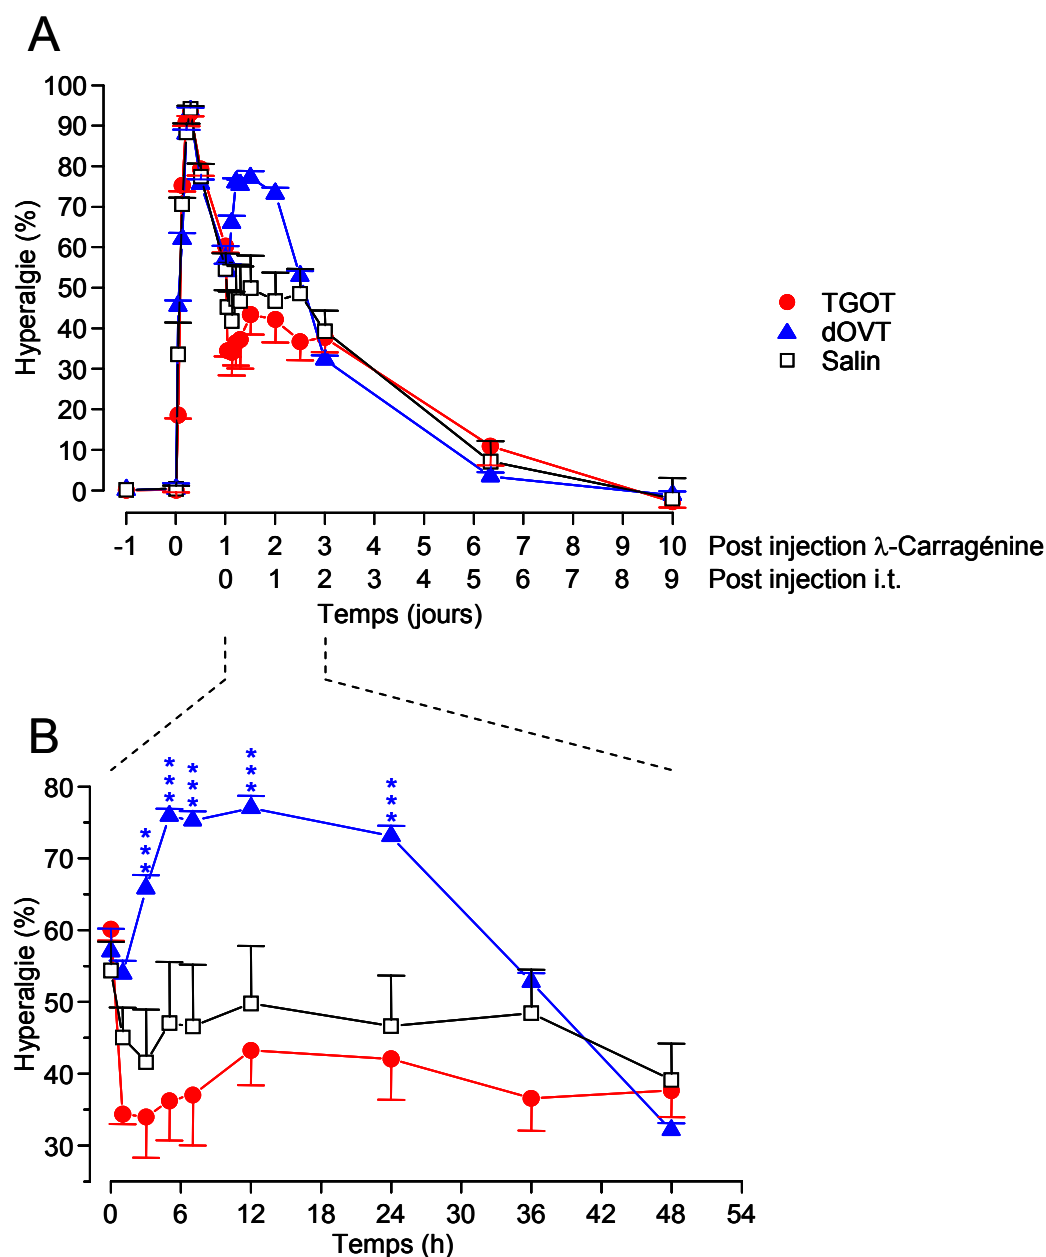 A
100
90
80
70
60
50
40
30
20
10
0
Hyperalgie (%)
TGOT
dOVT
Salin
-1 0 1 2 3 4 5 6 7 8 9 10 Post injection λ-Carragénine
0 1 2 3 4 5 6 7 8 9 Post injection i.t.
Temps (jours)
B
80
70
60
50
40
30
Hyperalgie (%)
***
***
***
***
***
0 6 12 18 24 30 36 42 48 54
Temps (h)